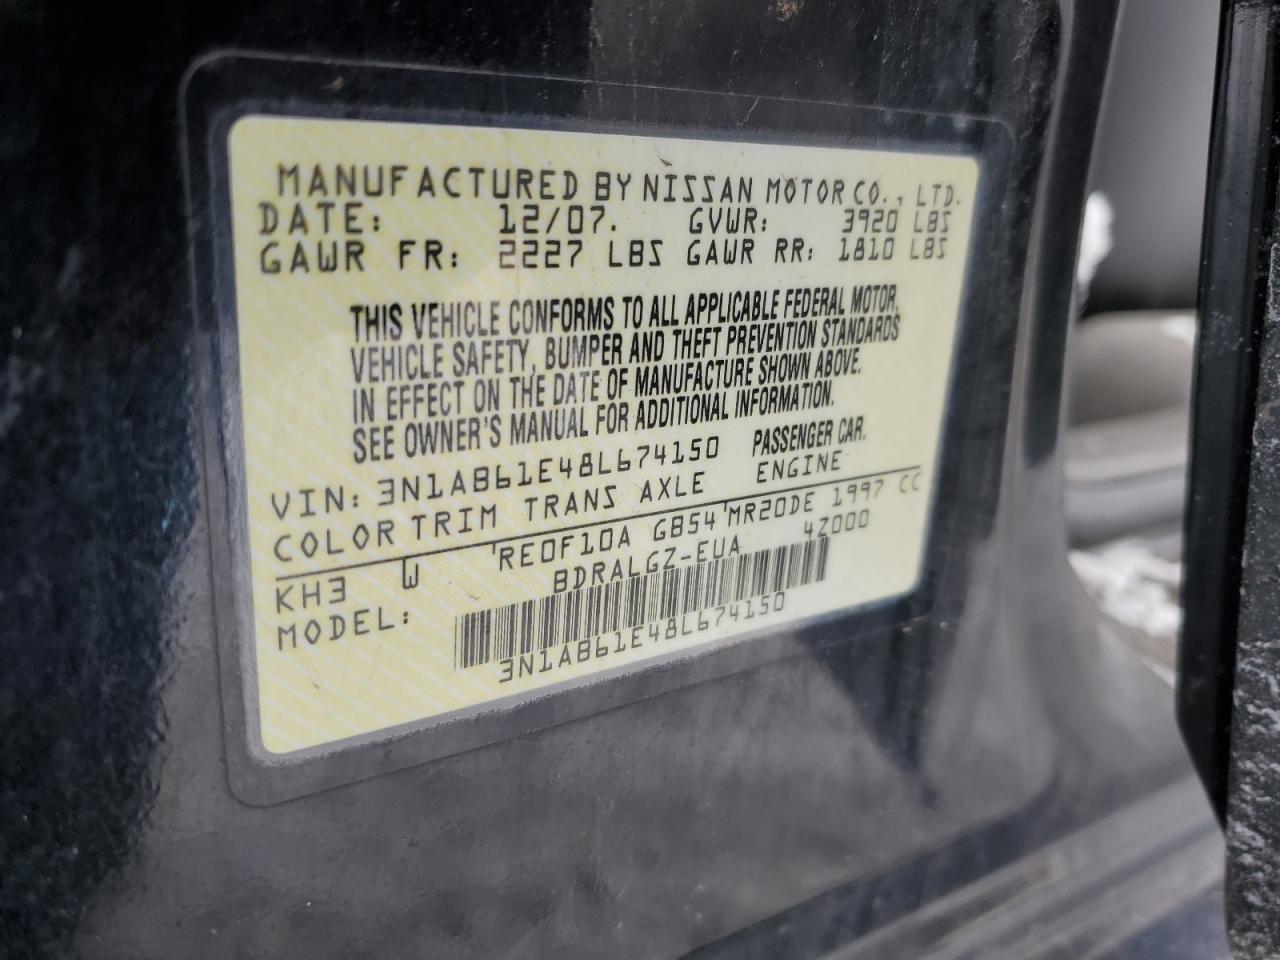 MANUFACTURED BY NISSAN MOTOR CO., LTD.
DATE: 12/07. GVWR: 3920 LBS
GAWR FR: 2227 LBS GAWR RR: 1810 LBS
THIS VEHICLE CONFORMS TO ALL APPLICABLE FEDERAL MOTOR,
VEHICLE SAFETY, BUMPER AND THEFT PREVENTION STANDARDS
IN EFFECT ON THE DATE OF MANUFACTURE SHOWN ABOVE.
SEE OWNER'S MANUAL FOR ADDITIONAL INFORMATION.
VIN: 3N1AB61E48L674150 PASSENGER CAR.
COLOR TRIM TRANS AXLE ENGINE
KH3 W RE0F10A GB54 MR20DE 1997 CC
MODEL: BDRALGZ-EUA 42000
3N1AB61E48L674150